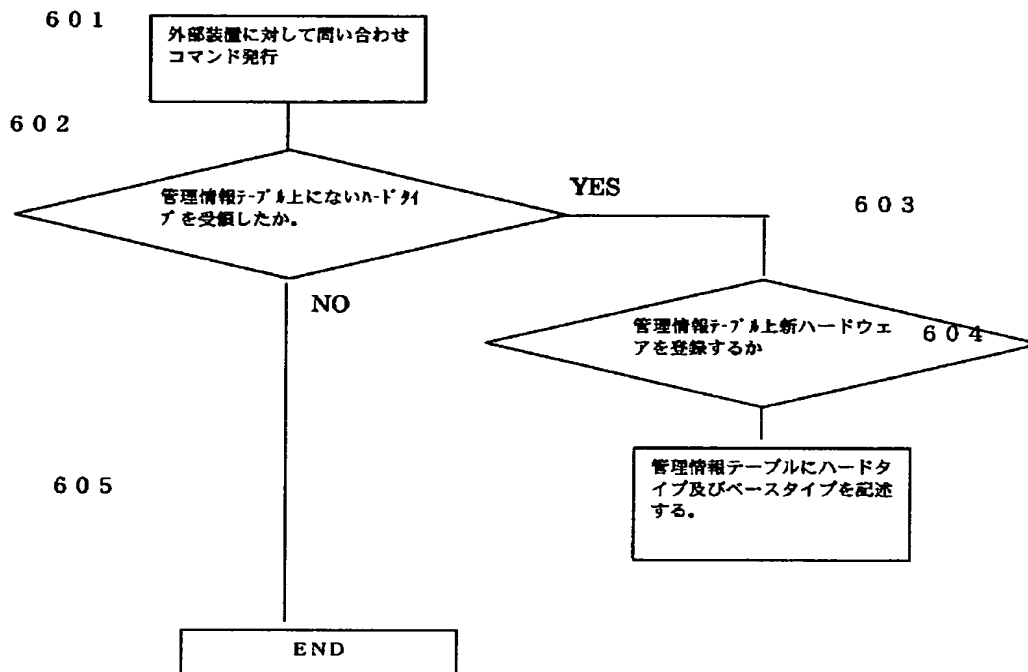 ６０１
外部装置に対して問い合わせ
コマンド発行
６０２
管理情報ﾃｰﾌﾞﾙ上にないﾊｰﾄﾞﾀｲ
ﾌﾟを受領したか。
YES
６０３
NO
管理情報ﾃｰﾌﾞﾙ上新ハードウェ
アを登録するか
６０４
管理情報テーブルにハードタ
イプ及びベースタイプを記述
する。
６０５
END